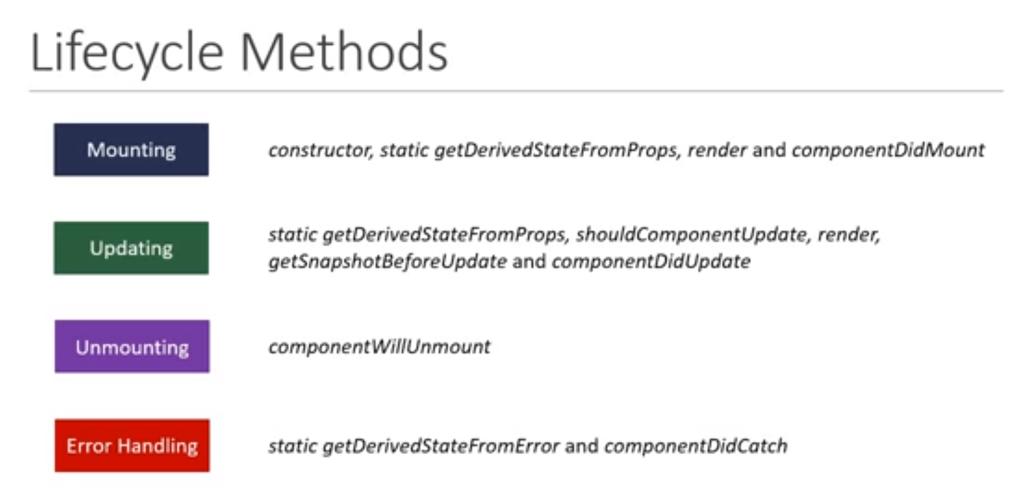 Lifecycle Methods
Mounting
constructor, static getDerivedStateFromProps, render and componentDidMount
Updating
static getDerivedStateFromProps, shouldComponentUpdate, render,
getSnapshotBeforeUpdate and componentDidUpdate
Unmounting
componentWillUnmount
Error Handling
static getDerivedStateFromError and componentDidCatch